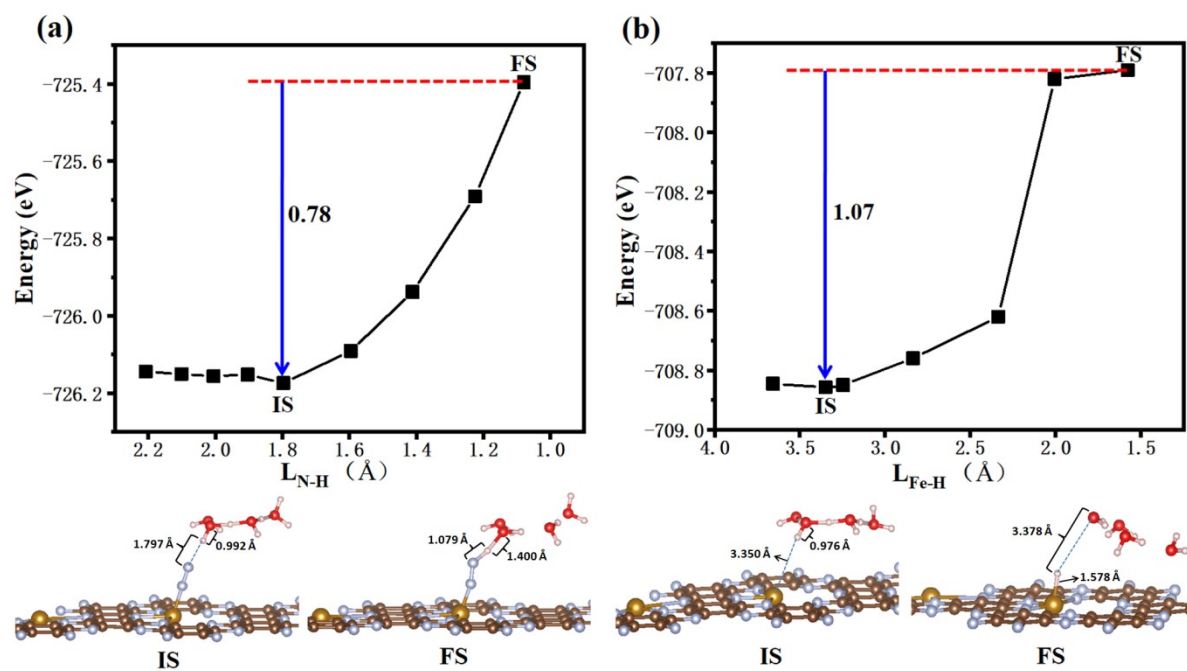 (a)
FS
−725.4
−725.6
−725.8
−726.0
−726.2
Energy (eV)
0.78
IS
2.2 2.0 1.8 1.6 1.4 1.2 1.0
L_N-H (Å)
1.797 Å
0.992 Å
IS
1.079 Å
1.400 Å
FS
(b)
FS
−707.8
−708.0
−708.2
−708.4
−708.6
−708.8
−709.0
Energy (eV)
1.07
IS
4.0 3.5 3.0 2.5 2.0 1.5
L_Fe-H (Å)
3.350 Å
0.976 Å
IS
3.378 Å
1.578 Å
FS